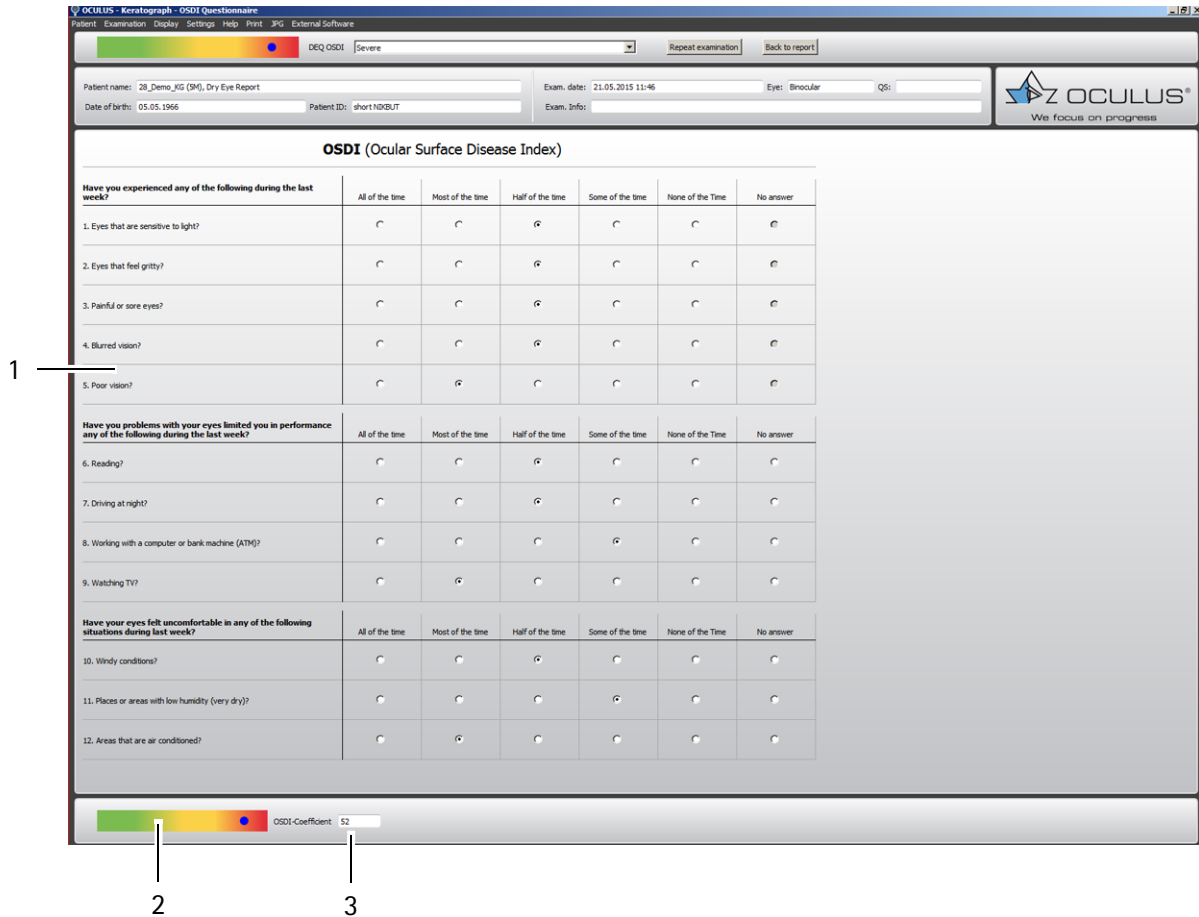 OCULUS - Keratograph - OSDI Questionnaire
Patient Examination Display Settings Help Print JPG External Software
DEQ OSDI Severe Repeat examination Back to report
Patient name: 28_Demo_KG (5M), Dry Eye Report Exam. date: 21.05.2015 11:46 Eye: Binocular QS:
Date of birth: 05.05.1966 Patient ID: short NIKBUT Exam. Info:
OCULUS®
We focus on progress
OSDI (Ocular Surface Disease Index)
Have you experienced any of the following during the last
week? All of the time Most of the time Half of the time Some of the time None of the Time No answer
1. Eyes that are sensitive to light?
2. Eyes that feel gritty?
3. Painful or sore eyes?
4. Blurred vision?
1
5. Poor vision?
Have you problems with your eyes limited you in performance
any of the following during the last week? All of the time Most of the time Half of the time Some of the time None of the Time No answer
6. Reading?
7. Driving at night?
8. Working with a computer or bank machine (ATM)?
9. Watching TV?
Have your eyes felt uncomfortable in any of the following
situations during last week? All of the time Most of the time Half of the time Some of the time None of the Time No answer
10. Windy conditions?
11. Places or areas with low humidity (very dry)?
12. Areas that are air conditioned?
OSDI-Coefficient 52
2 3